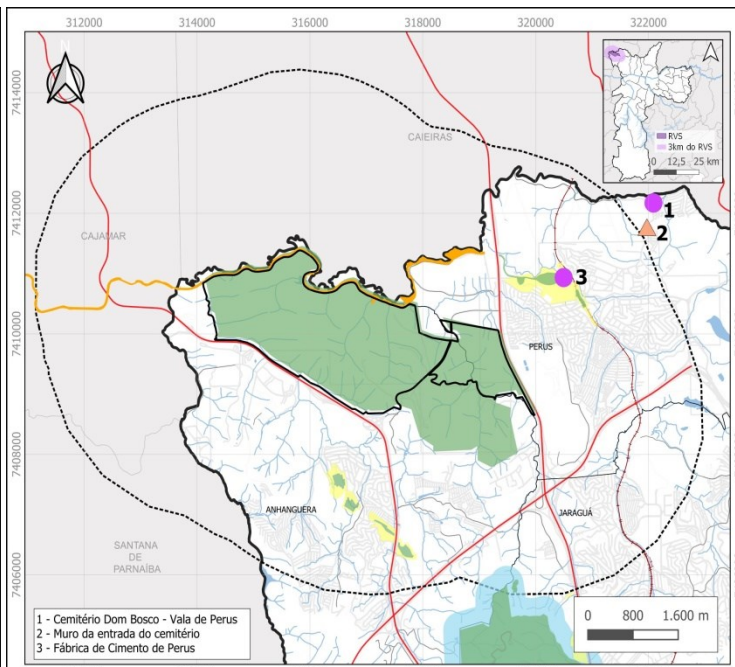 312000 314000 316000 318000 320000 322000
N
7414000
CAIEIRAS
RVS
3km do RVS
0 12,5 25 km
1
7412000
2
CAJAMAR
3
7410000
PERUS
7408000
ANHANGUERA
JARAGUÁ
SANTANA
DE
PARNAÍBA
7406000
0 800 1.600 m
1 - Cemitério Dom Bosco - Vala de Perus
2 - Muro da entrada do cemitério
3 - Fábrica de Cimento de Perus